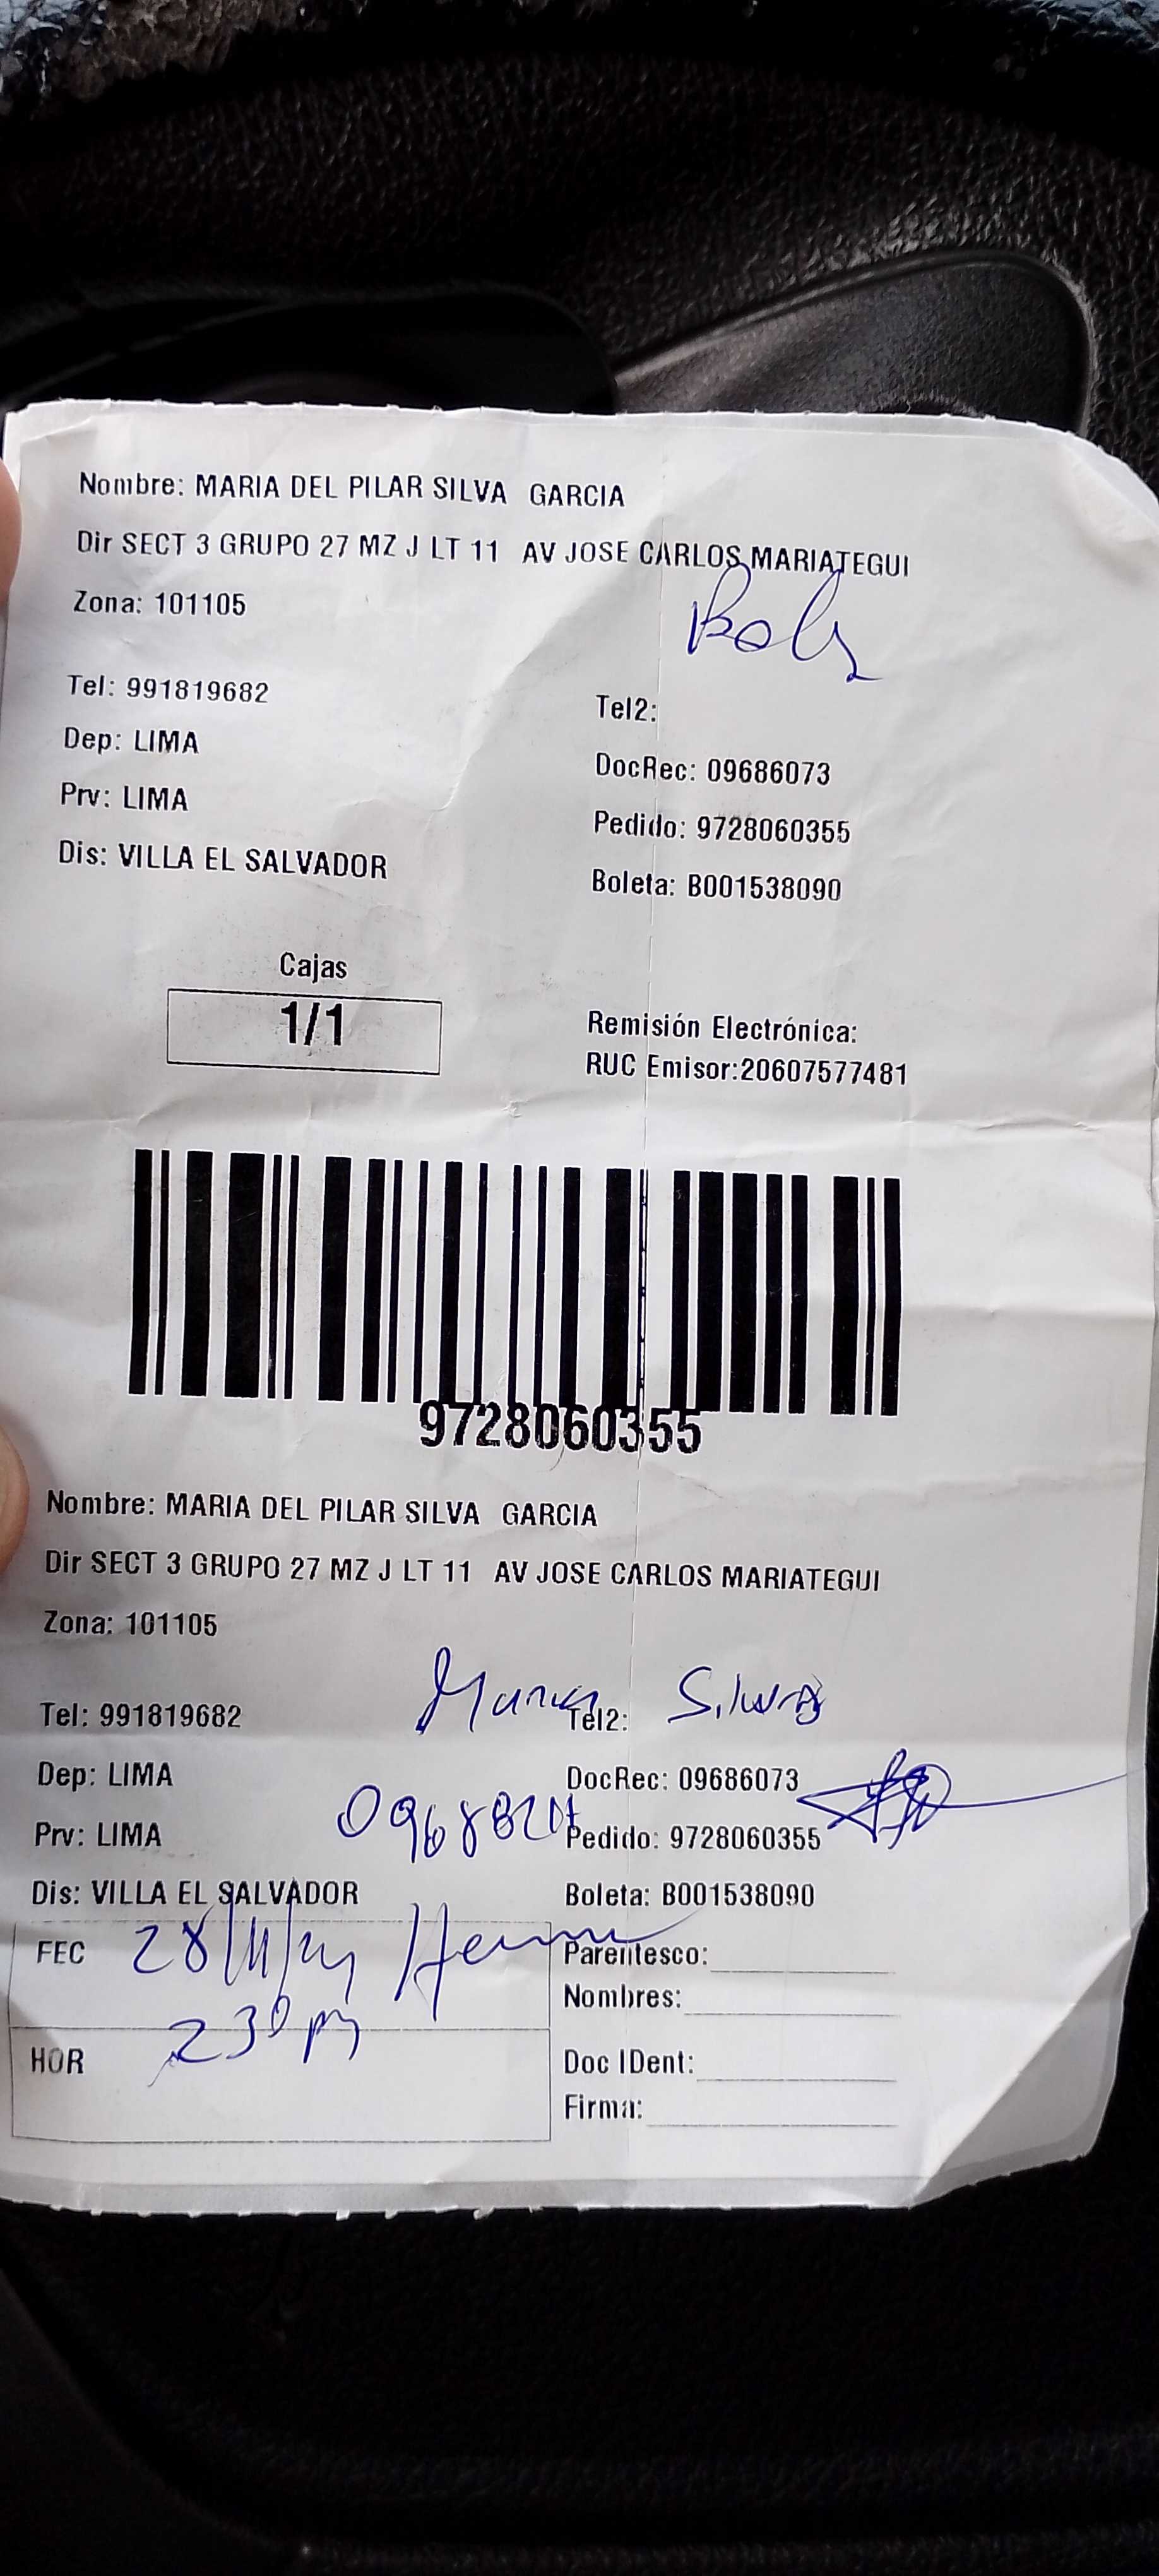 Nombre: MARIA DEL PILAR SILVA GARCIA
Dir SECT 3 GRUPO 27 MZ J LT 11 AV JOSE CARLOS MARIATEGUI
Zona: 101105
Tel: 991819682
Tel2:
Dep: LIMA
DocRec: 09686073
Prv: LIMA
Pedido: 9728060355
Dis: VILLA EL SALVADOR
Boleta: B001538090
Cajas
1/1
Remisión Electrónica:
RUC Emisor:20607577481
9728060355
Nombre: MARIA DEL PILAR SILVA GARCIA
Dir SECT 3 GRUPO 27 MZ J LT 11 AV JOSE CARLOS MARIATEGUI
Zona: 101105
Silva
Tel: 991819682
Tel2:
Dep: LIMA
DocRec: 09686073
Prv: LIMA
Pedido: 9728060355
Dis: VILLA EL SALVADOR
Boleta: B001538090
FEC
Parentesco:
Nombres:
HOR 230 pm
Doc IDent:
Firma: